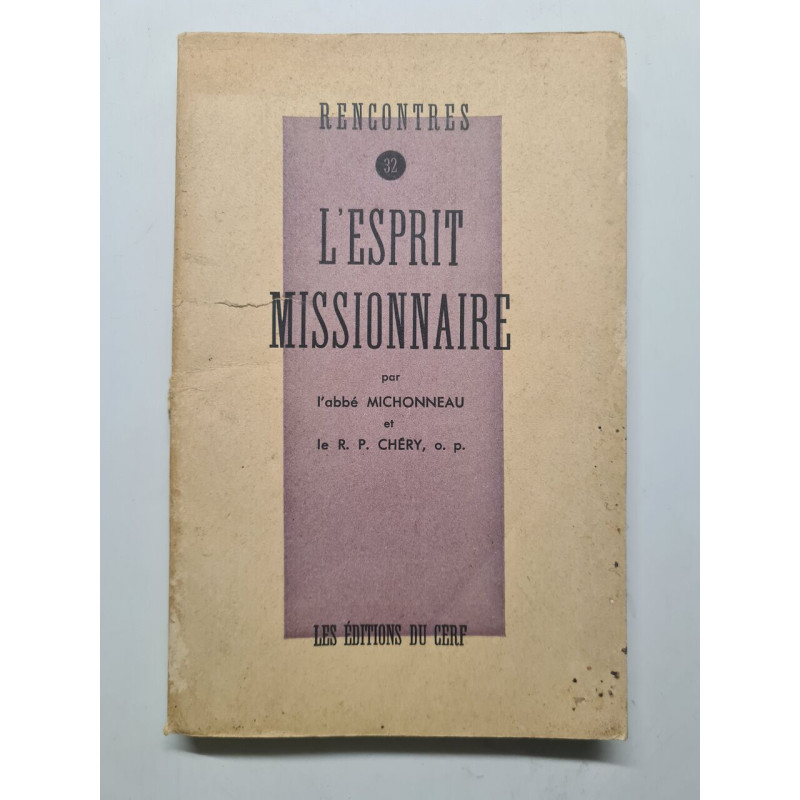 RENCONTRES
32
L'ESPRIT
MISSIONNAIRE
par
l'abbé MICHONNEAU
et
le R. P. CHÉRY, o. p.
LES ÉDITIONS DU CERF